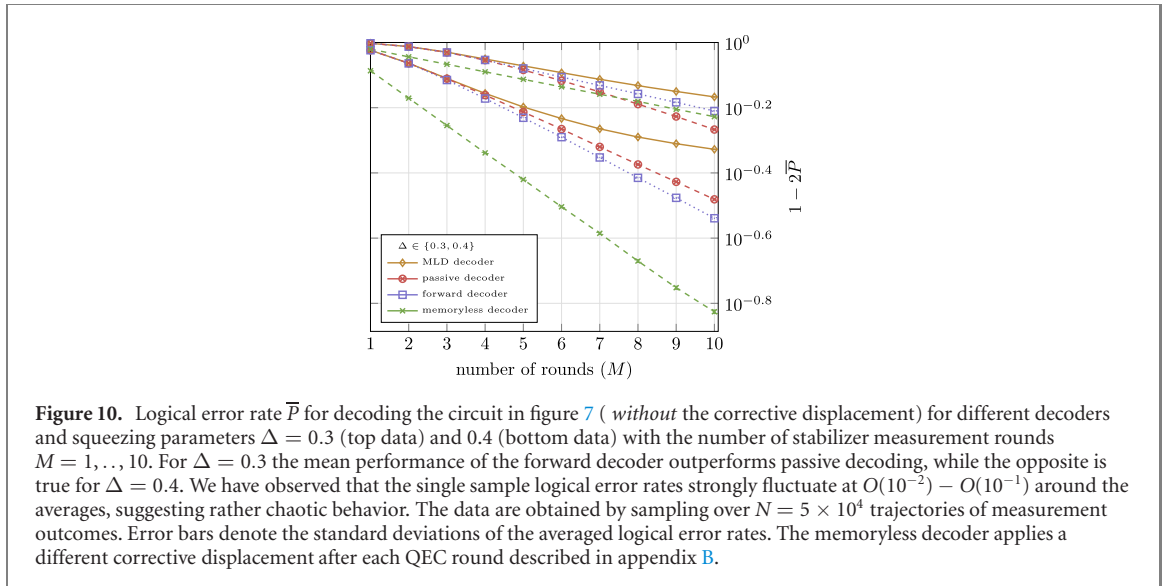 10^0
10^{-0.2}
10^{-0.4}
10^{-0.6}
10^{-0.8}
1 − 2P̅
Δ ∈ {0.3, 0.4}
MLD decoder
passive decoder
forward decoder
memoryless decoder
1 2 3 4 5 6 7 8 9 10
number of rounds (M)
Figure 10. Logical error rate P̅ for decoding the circuit in figure 7 ( without the corrective displacement) for different decoders
and squeezing parameters Δ = 0.3 (top data) and 0.4 (bottom data) with the number of stabilizer measurement rounds
M = 1, . . , 10. For Δ = 0.3 the mean performance of the forward decoder outperforms passive decoding, while the opposite is
true for Δ = 0.4. We have observed that the single sample logical error rates strongly fluctuate at O(10^{-2}) − O(10^{-1}) around the
averages, suggesting rather chaotic behavior. The data are obtained by sampling over N = 5 × 10^4 trajectories of measurement
outcomes. Error bars denote the standard deviations of the averaged logical error rates. The memoryless decoder applies a
different corrective displacement after each QEC round described in appendix B.